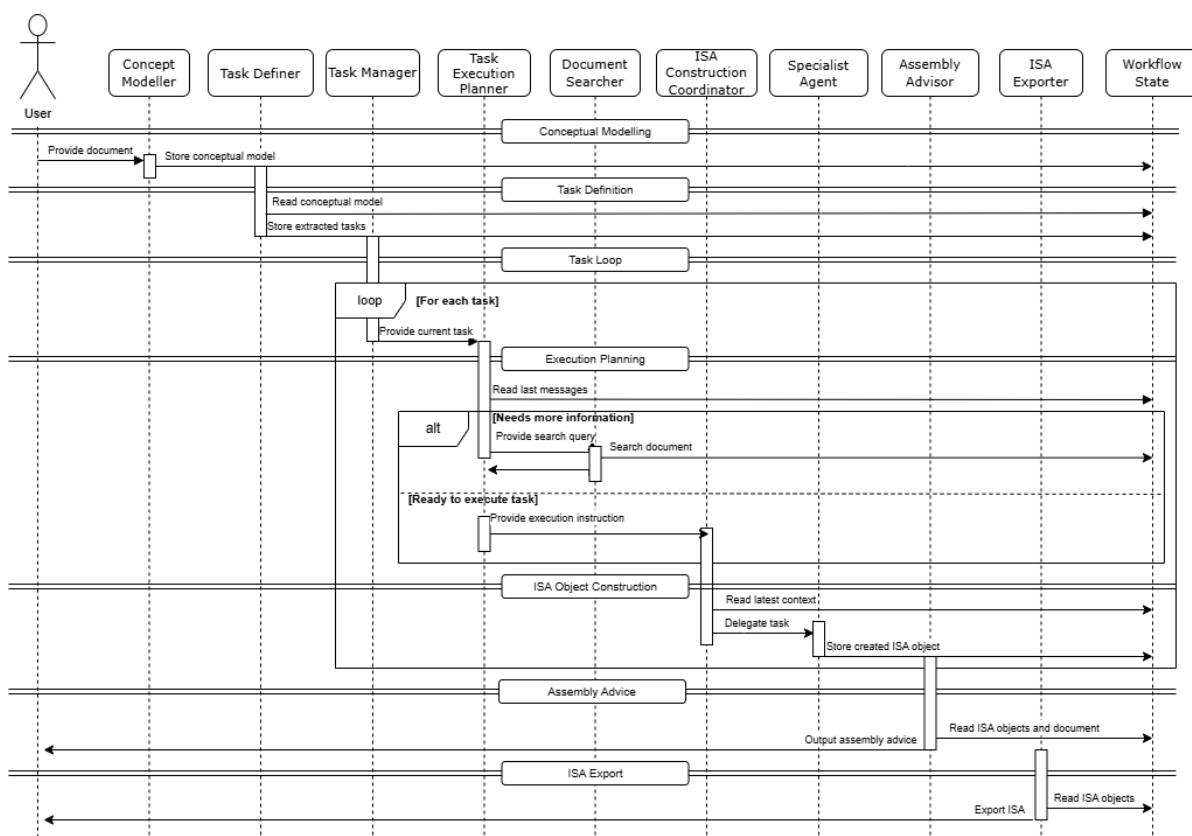 User
Concept
Modeller
Task Definer
Task Manager
Task
Execution
Planner
Document
Searcher
ISA
Construction
Coordinator
Specialist
Agent
Assembly
Advisor
ISA
Exporter
Workflow
State
Conceptual Modelling
Provide document
Store conceptual model
Task Definition
Read conceptual model
Store extracted tasks
Task Loop
loop
[For each task]
Provide current task
Execution Planning
Read last messages
alt
[Needs more information]
Provide search query
Search document
[Ready to execute task]
Provide execution instruction
ISA Object Construction
Read latest context
Delegate task
Store created ISA object
Assembly Advice
Read ISA objects and document
Output assembly advice
ISA Export
Read ISA objects
Export ISA